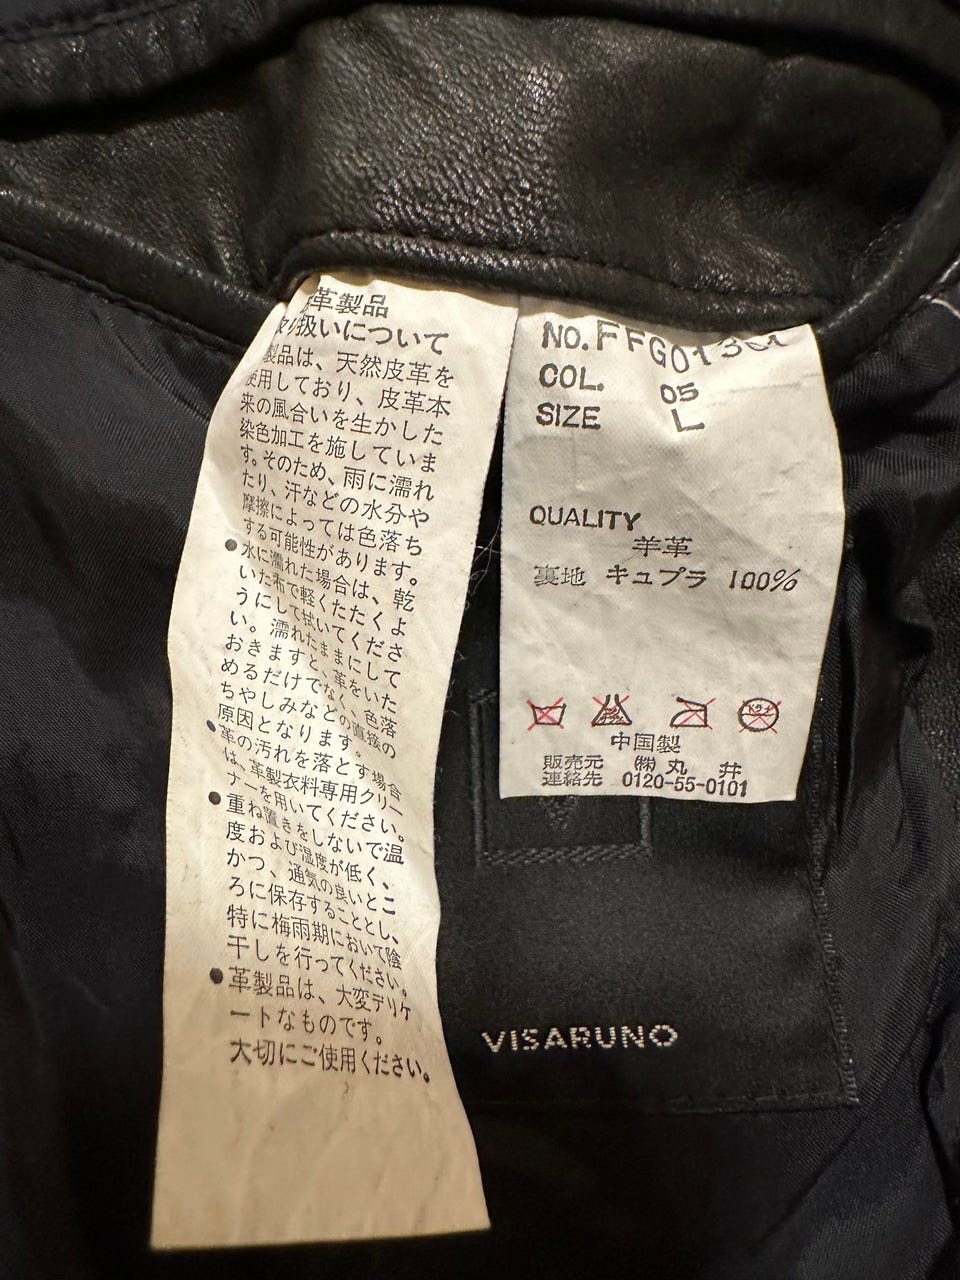 革製品
取り扱いについて
製品は、天然皮革を
使用しており、皮革本
来の風合いを生かした
染色加工を施していま
す。そのため、雨に濡れ
たり、汗などの水分や
摩擦によっては色落ち
する可能性があります。
●水に濡れた場合は、乾
いた布で軽くたたくよ
うにして拭いてくださ
い。濡れたままにして
おきますと、革をいた
めるだけでなく、色落
ちやしみなどの直接の
原因となります。
●革の汚れを落とす場合
は、革製衣料専用クリー
ナーを用いてください。
●重ね置きをしないで温
度および湿度が低く、
かつ、通気の良いとこ
ろに保存することとし、
特に梅雨期において陰
干しを行ってください。
●革製品は、大変デリケ
ートなものです。
大切にご使用ください。
NO.FFG01361
COL. 05
SIZE L
QUALITY
羊革
裏地 キュプラ 100%
ドライ
中国製
販売元 ㈱丸井
連絡先 0120-55-0101
VISARUNO